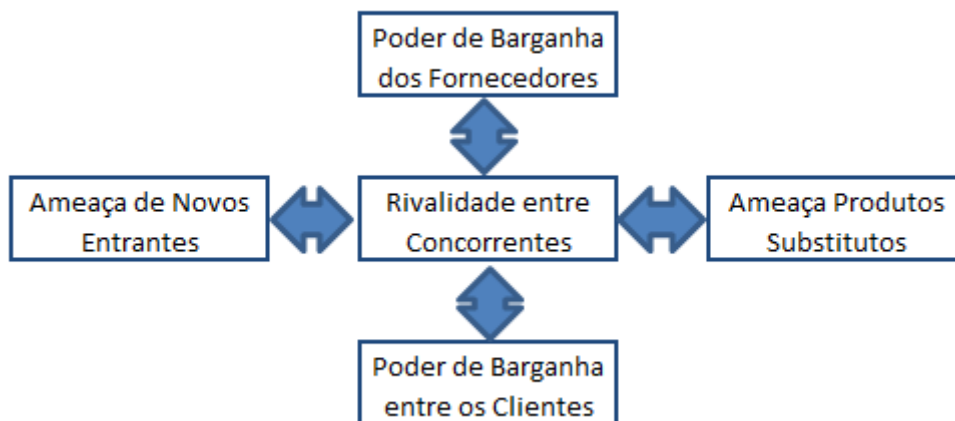 Poder de Barganha
dos Fornecedores
Ameaça de Novos
Entrantes
Rivalidade entre
Concorrentes
Ameaça Produtos
Substitutos
Poder de Barganha
entre os Clientes